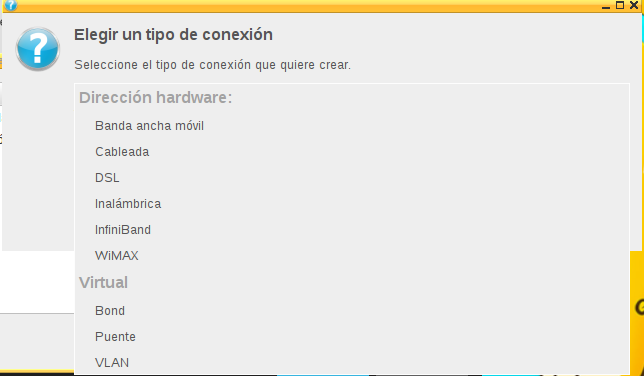 Elegir un tipo de conexión
Seleccione el tipo de conexión que quiere crear.
Dirección hardware:
Banda ancha móvil
Cableada
DSL
Inalámbrica
InfiniBand
WiMAX
Virtual
Bond
Puente
VLAN